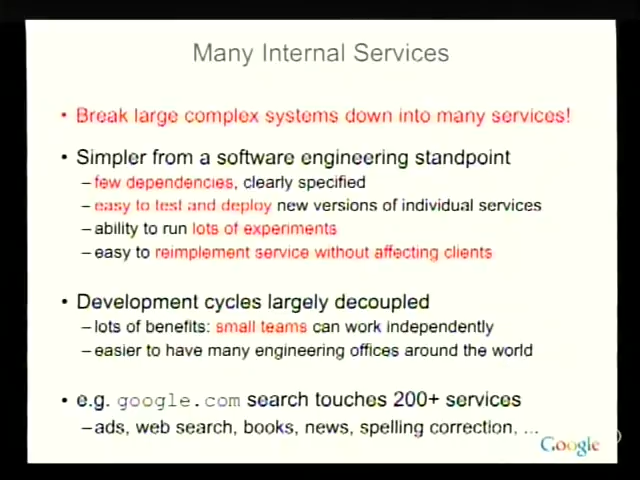 Many Internal Services
• Break large complex systems down into many services!
• Simpler from a software engineering standpoint
– few dependencies, clearly specified
– easy to test and deploy new versions of individual services
– ability to run lots of experiments
– easy to reimplement service without affecting clients
• Development cycles largely decoupled
– lots of benefits: small teams can work independently
– easier to have many engineering offices around the world
• e.g. google.com search touches 200+ services
– ads, web search, books, news, spelling correction, ...
Google